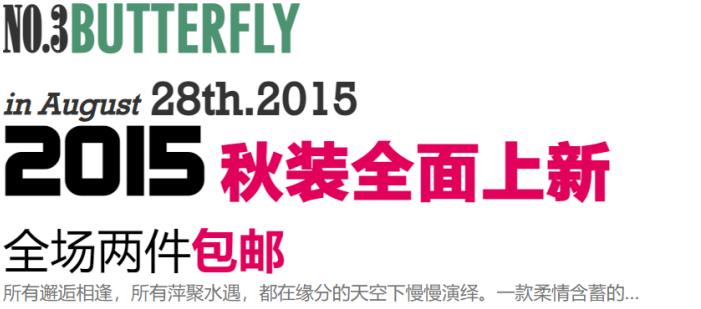 NO.3 BUTTERFLY
in August 28th.2015
2015 秋装全面上新
全场两件包邮
所有邂逅相逢，所有萍聚水遇，都在缘分的天空下慢慢演绎。一款柔情含蓄的...